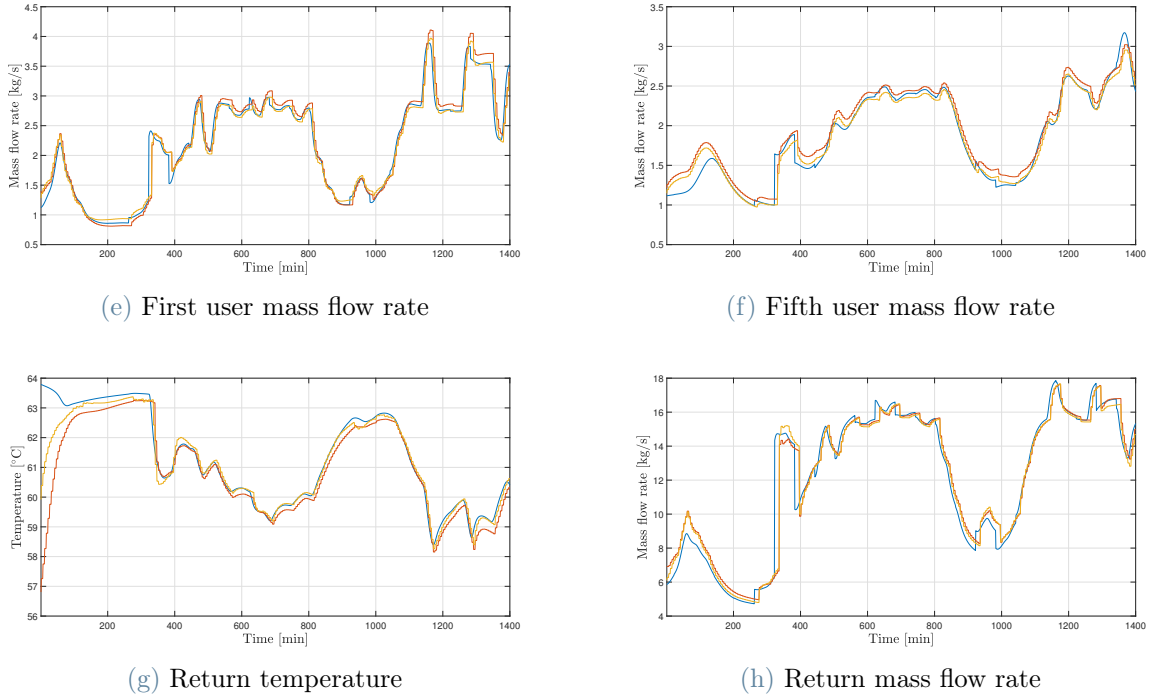 4.5
4
3.5
3
2.5
2
1.5
1
0.5
Mass flow rate [kg/s]
200 400 600 800 1000 1200 1400
Time [min]
(e) First user mass flow rate
3.5
3
2.5
2
1.5
1
0.5
Mass flow rate [kg/s]
200 400 600 800 1000 1200 1400
Time [min]
(f) Fifth user mass flow rate
64
63
62
61
60
59
58
57
56
Temperature [°C]
200 400 600 800 1000 1200 1400
Time [min]
(g) Return temperature
18
16
14
12
10
8
6
4
Mass flow rate [kg/s]
200 400 600 800 1000 1200 1400
Time [min]
(h) Return mass flow rate